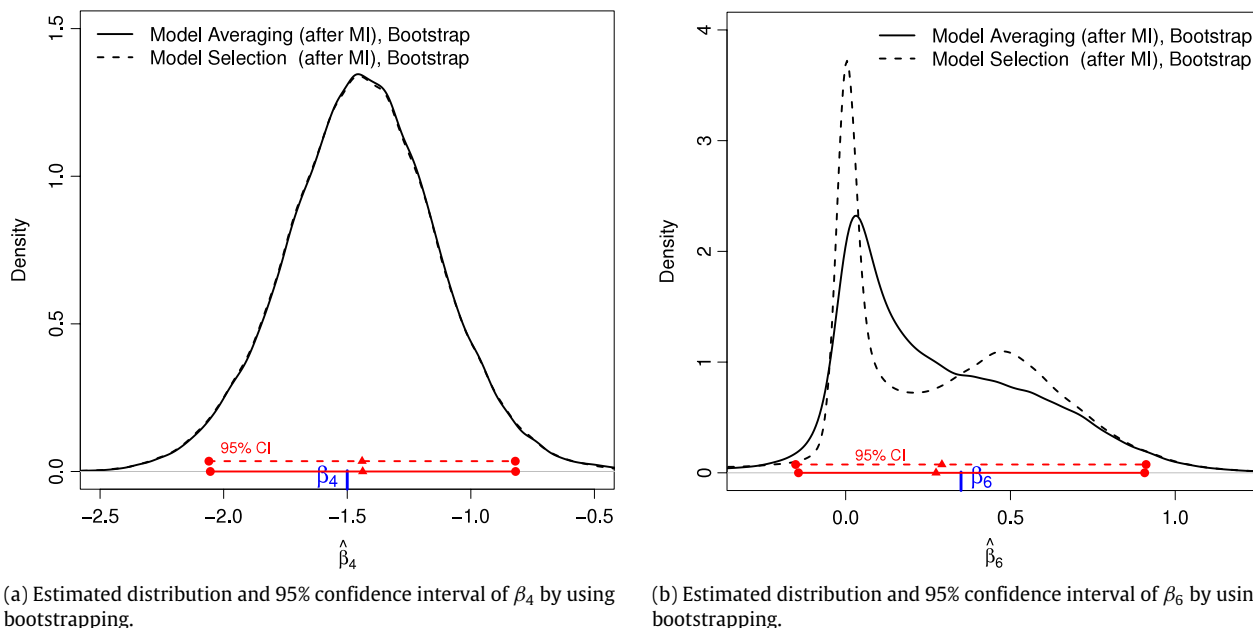 1.5
Model Averaging (after MI), Bootstrap
Model Selection (after MI), Bootstrap
1.0
0.5
0.0
Density
95% CI
β4
−2.5 −2.0 −1.5 −1.0 −0.5
β̂4
(a) Estimated distribution and 95% confidence interval of β4 by using
bootstrapping.
4
Model Averaging (after MI), Bootstrap
Model Selection (after MI), Bootstrap
3
2
1
0
Density
95% CI
β6
0.0 0.5 1.0
β̂6
(b) Estimated distribution and 95% confidence interval of β6 by using
bootstrapping.